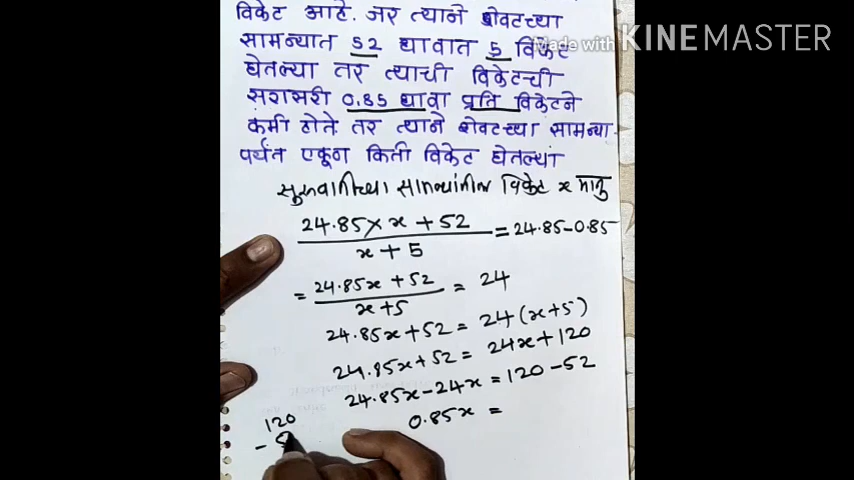 विकेट आहे. जर त्याने शेवटच्या
सामन्यात 52 धावात 5 विकेट
Made with KINEMASTER
घेतल्या तर त्याची विकेटची
सरासरी 0.85 धावा प्रति विकेटने
कमी होते तर त्याने शेवटच्या सामन्या-
पर्यंत एकूण किती विकेट घेतल्या
सुरुवातीच्या सामन्यांतील विकेट x मानु
24.85 × x + 52
= 24.85-0.85
x + 5
= 24.85x + 52
= 24
x+5
24.85x+52 = 24(x+5)
24.85x+52 = 24x+120
24.85x-24x = 120-52
0.85x =
120
- 5